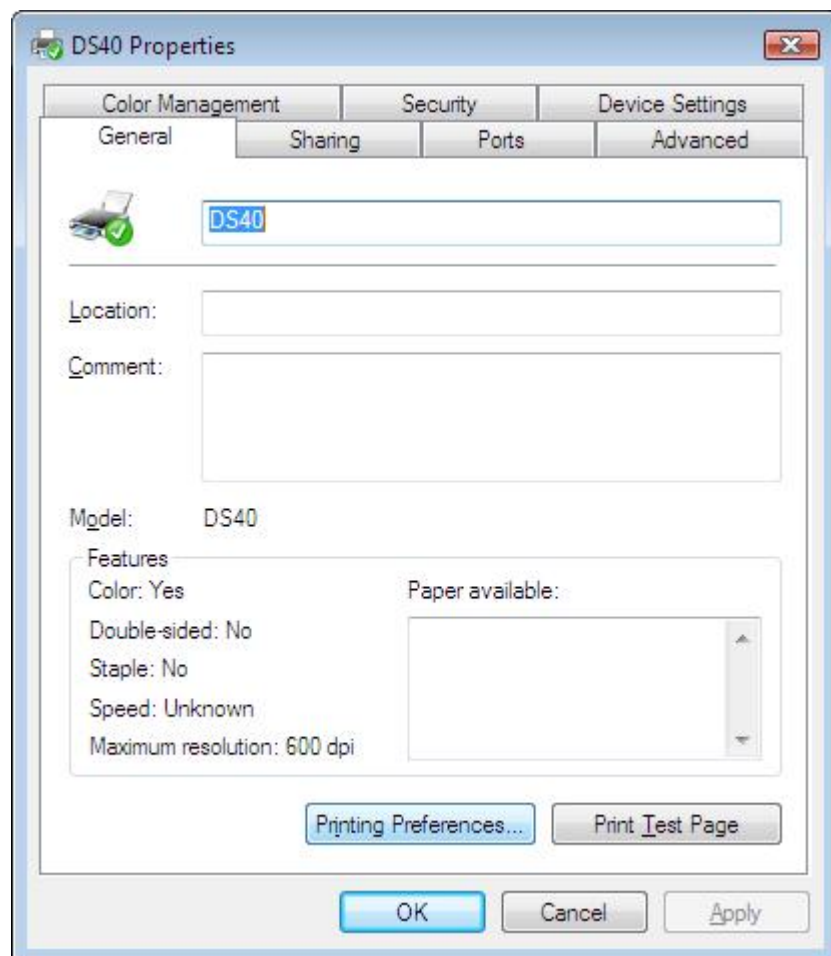 DS40 Properties
Color Management Security Device Settings
General Sharing Ports Advanced
DS40
Location:
Comment:
Model: DS40
Features
Color: Yes Paper available:
Double-sided: No
Staple: No
Speed: Unknown
Maximum resolution: 600 dpi
Printing Preferences... Print Test Page
OK Cancel Apply